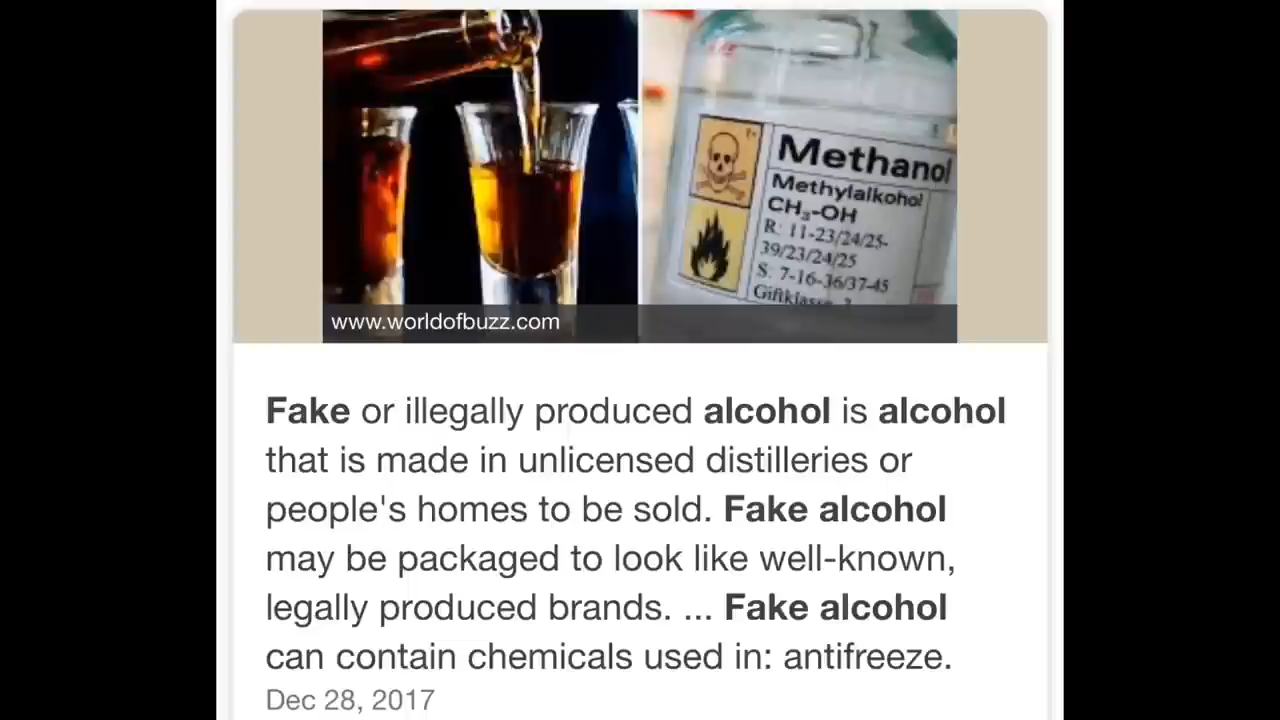 Methanol
Methylalkohol
CH₃-OH
R: 11-23/24/25-
39/23/24/25
S: 7-16-36/37-45
www.worldofbuzz.com
Fake or illegally produced alcohol is alcohol
that is made in unlicensed distilleries or
people's homes to be sold. Fake alcohol
may be packaged to look like well-known,
legally produced brands. ... Fake alcohol
can contain chemicals used in: antifreeze.
Dec 28, 2017